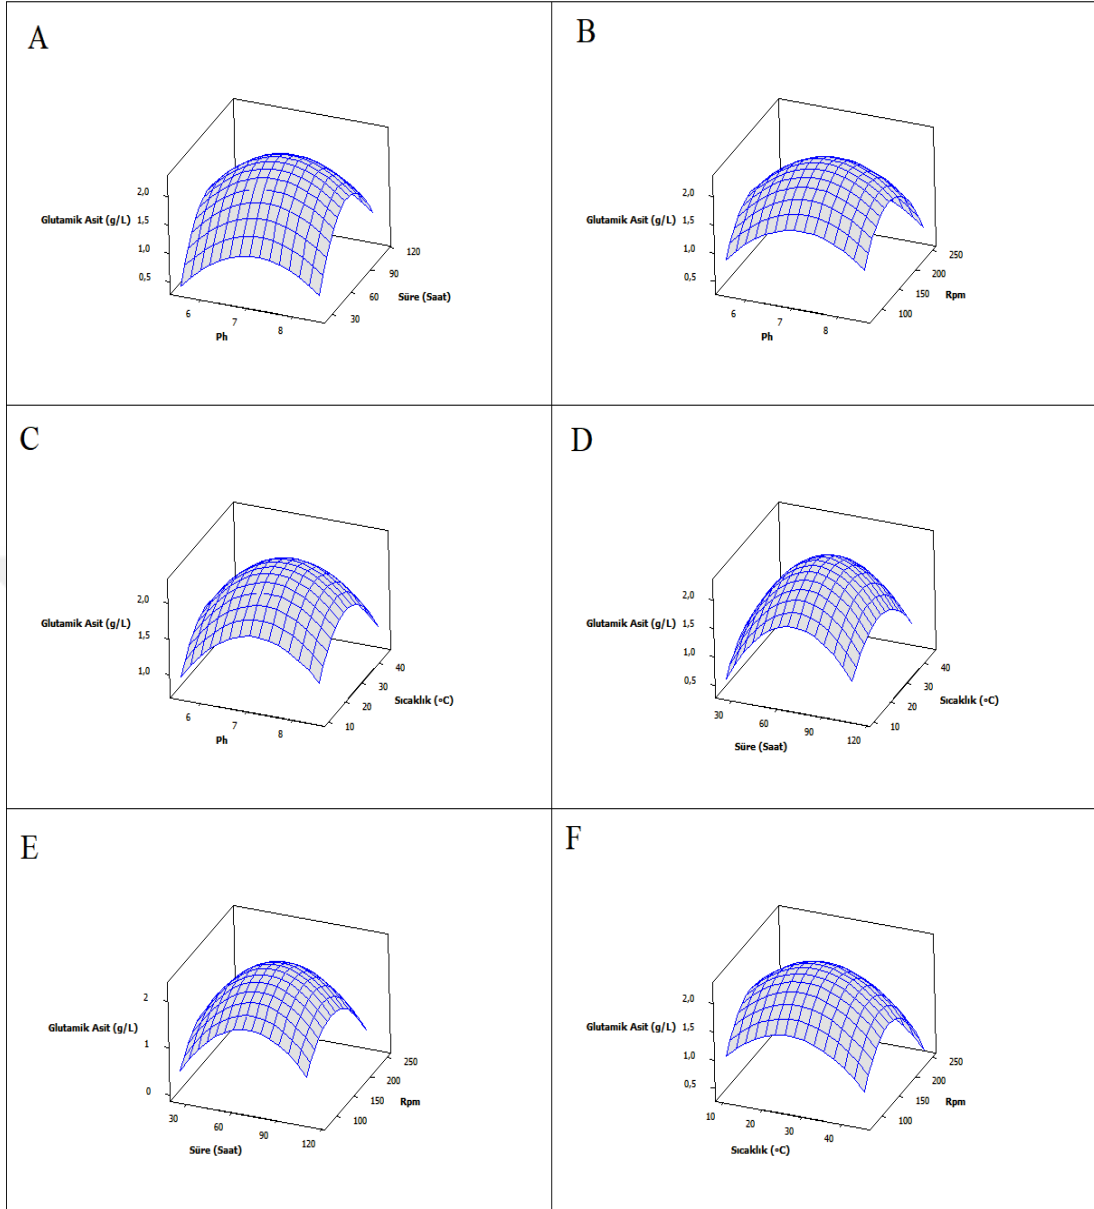 A
2,0
1,5
1,0
0,5
Glutamik Asit (g/L)
6
7
8
Ph
30
60
90
120
Süre (Saat)
B
2,0
1,5
1,0
0,5
Glutamik Asit (g/L)
6
7
8
Ph
100
150
200
250
Rpm
C
2,0
1,5
1,0
Glutamik Asit (g/L)
6
7
8
Ph
10
20
30
40
Sıcaklık (∘C)
D
2,0
1,5
1,0
0,5
Glutamik Asit (g/L)
30
60
90
120
Süre (Saat)
10
20
30
40
Sıcaklık (∘C)
E
2
1
0
Glutamik Asit (g/L)
30
60
90
120
Süre (Saat)
100
150
200
250
Rpm
F
2,0
1,5
1,0
0,5
Glutamik Asit (g/L)
10
20
30
40
Sıcaklık (∘C)
100
150
200
250
Rpm